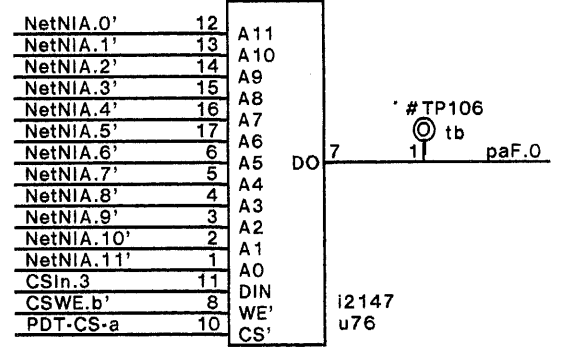 NetNIA.0' 12 A11
NetNIA.1' 13 A10
NetNIA.2' 14 A9
NetNIA.3' 15 A8
NetNIA.4' 16 A7
NetNIA.5' 17 A6
NetNIA.6' 6 A5
NetNIA.7' 5 A4
NetNIA.8' 4 A3
NetNIA.9' 3 A2
NetNIA.10' 2 A1
NetNIA.11' 1 A0
CSIn.3 11 DIN
CSWE.b' 8 WE'
PDT-CS-a 10 CS'
DO 7 1 paF.0
#TP106
tb
i2147
u76